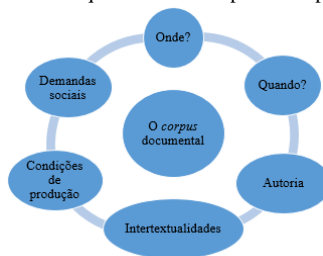 Onde?
Demandas
sociais
Quando?
O corpus
documental
Condições
de
produção
Autoria
Intertextualidades